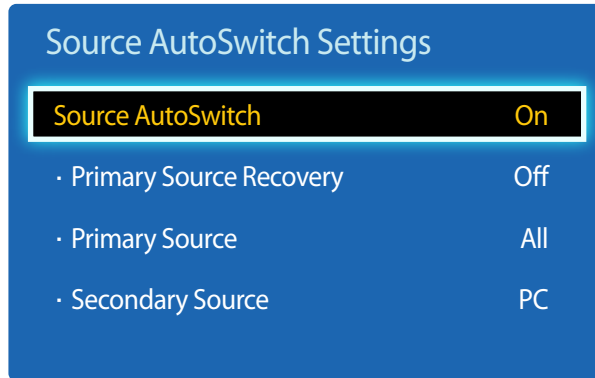 Source AutoSwitch Settings
Source AutoSwitch On
· Primary Source Recovery Off
· Primary Source All
· Secondary Source PC